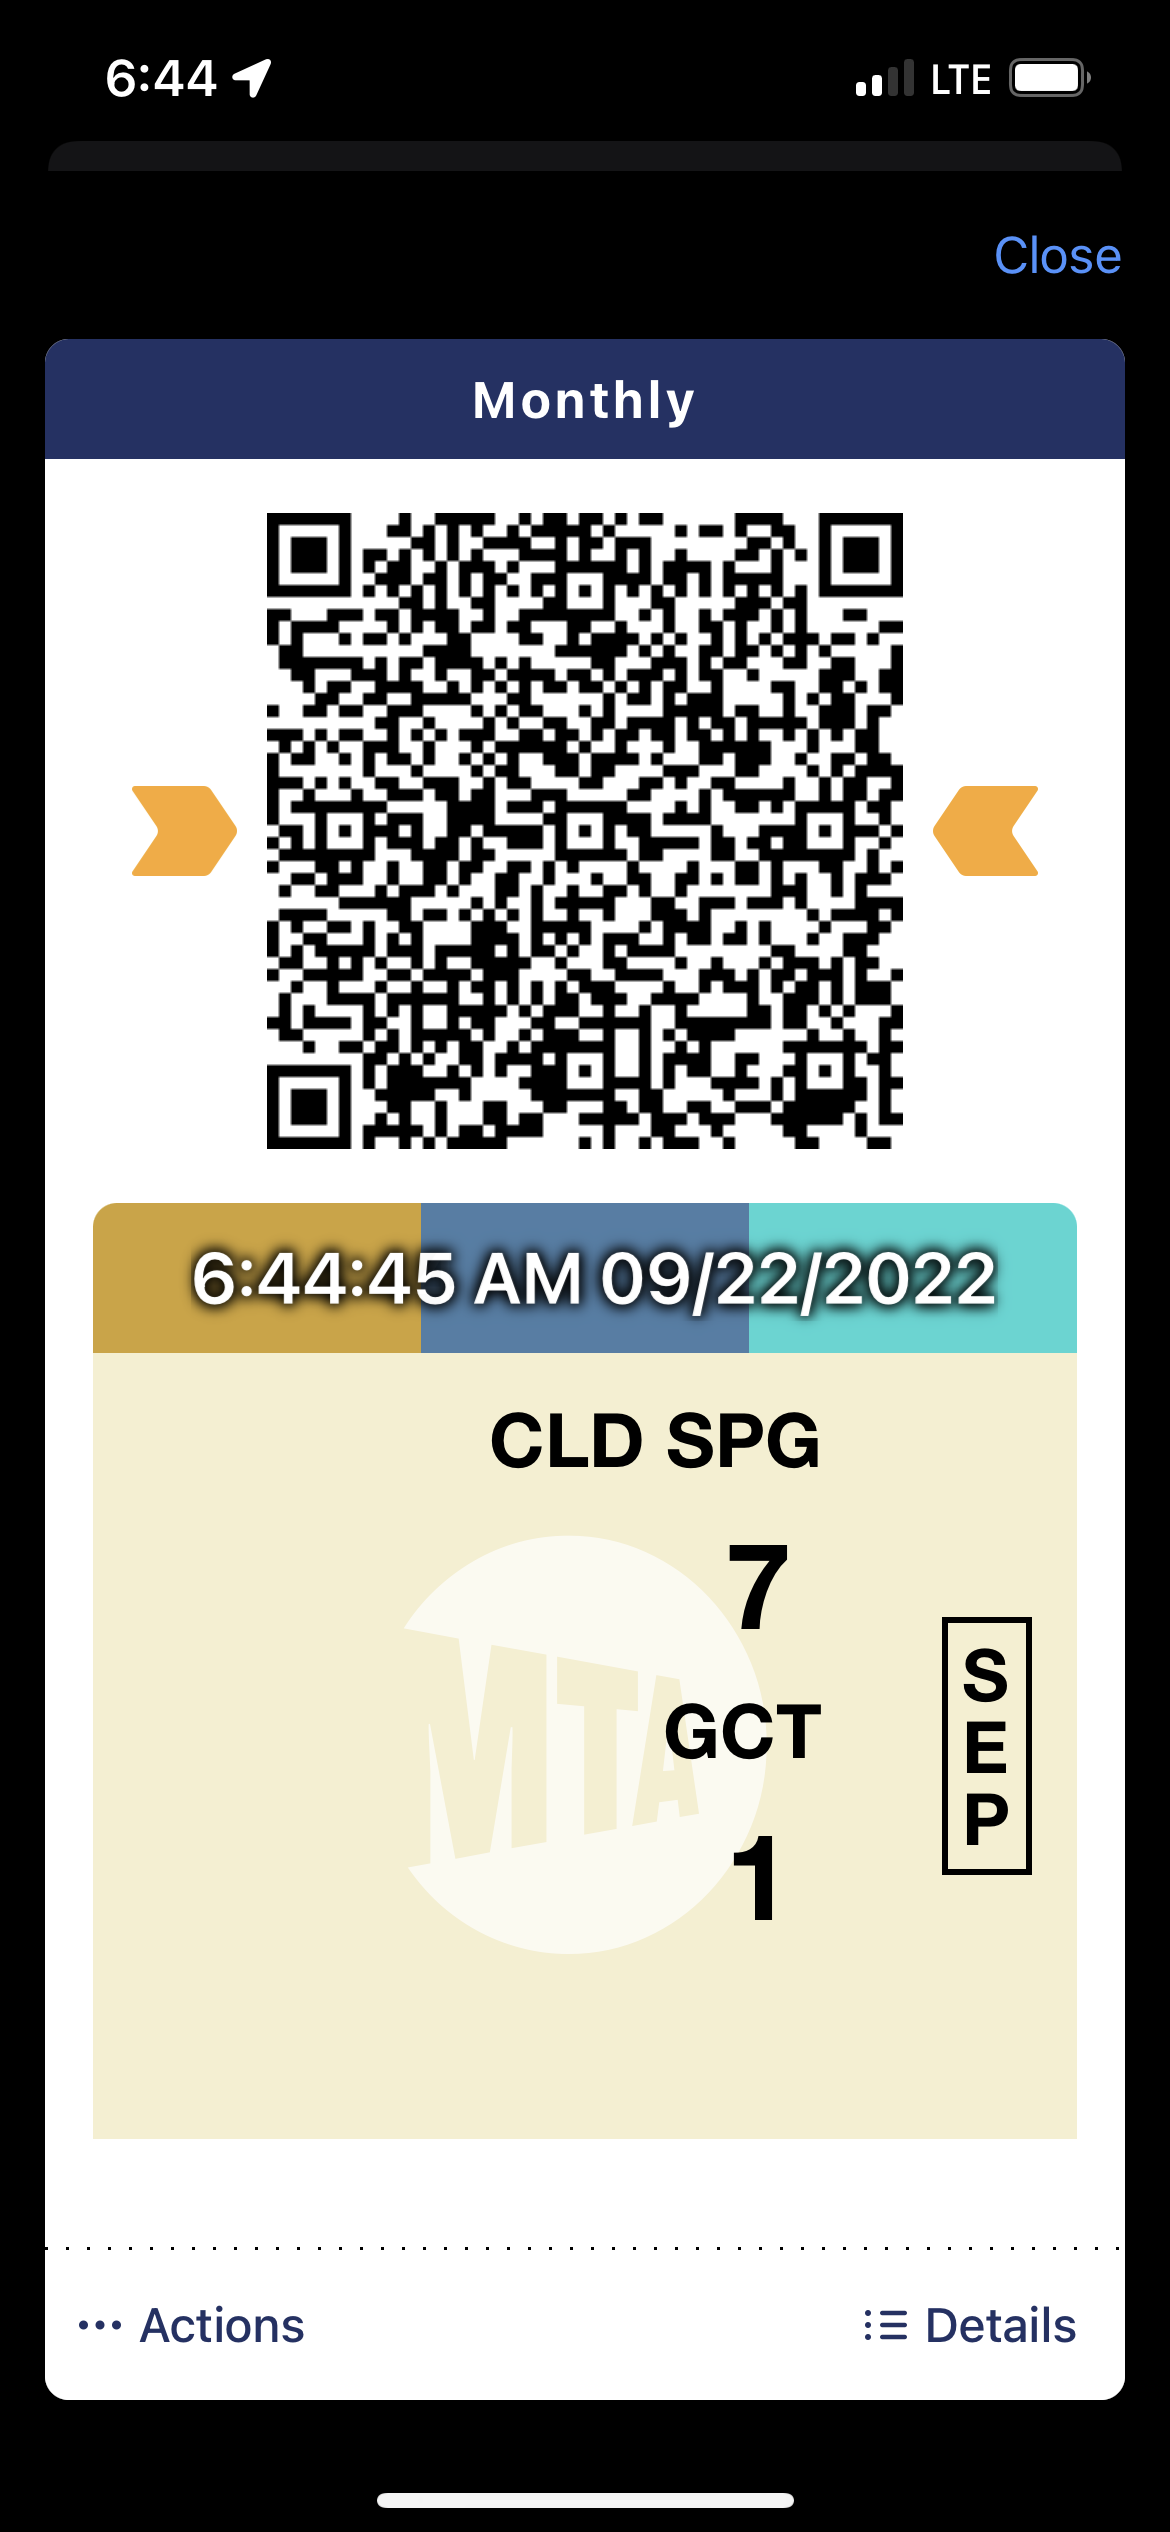 6:44 LTE
Close
Monthly
6:44:45 AM 09/22/2022
CLD SPG
7
MTA
GCT
1
SEP
Actions
Details